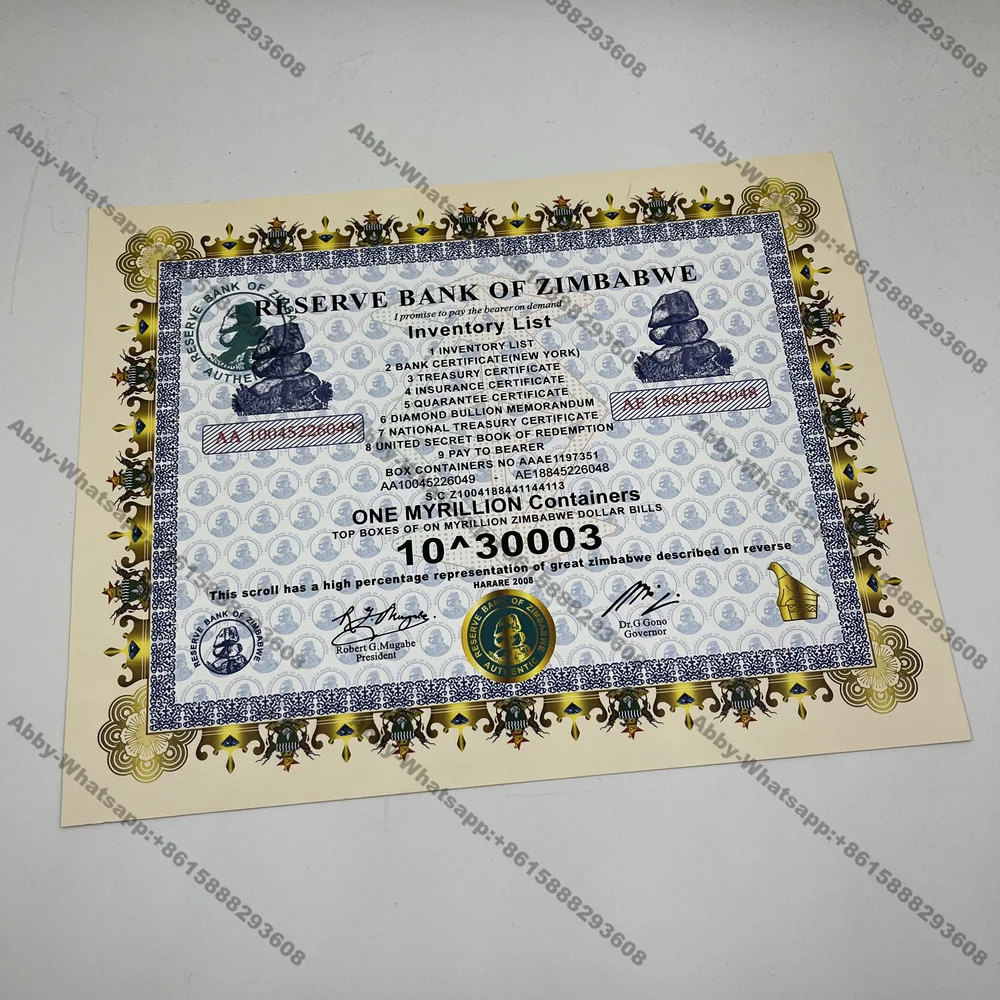 Abby-Whatsapp:+8615888293608
RESERVE BANK OF ZIMBABWE
I promise to pay the bearer on demand
Inventory List
1 INVENTORY LIST
2 BANK CERTIFICATE(NEW YORK)
3 TREASURY CERTIFICATE
4 INSURANCE CERTIFICATE
5 QUARANTEE CERTIFICATE
6 DIAMOND BULLION MEMORANDUM
7 NATIONAL TREASURY CERTIFICATE
8 UNITED SECRET BOOK OF REDEMPTION
9 PAY TO BEARER
BOX CONTAINERS NO AAAE1197351
AA10045226049 AE18845226048
S.C Z1004188441144113
AA 10045226049
AE 18845226048
ONE MYRILLION Containers
TOP BOXES OF ON MYRILLION ZIMBABWE DOLLAR BILLS
10^30003
This scroll has a high percentage representation of great zimbabwe described on reverse
HARARE 2008
RESERVE BANK OF ZIMBABWE
Robert G.Mugabe
President
RESERVE BANK OF ZIMBABWE
AUTHENTIC
Dr.G Gono
Governor